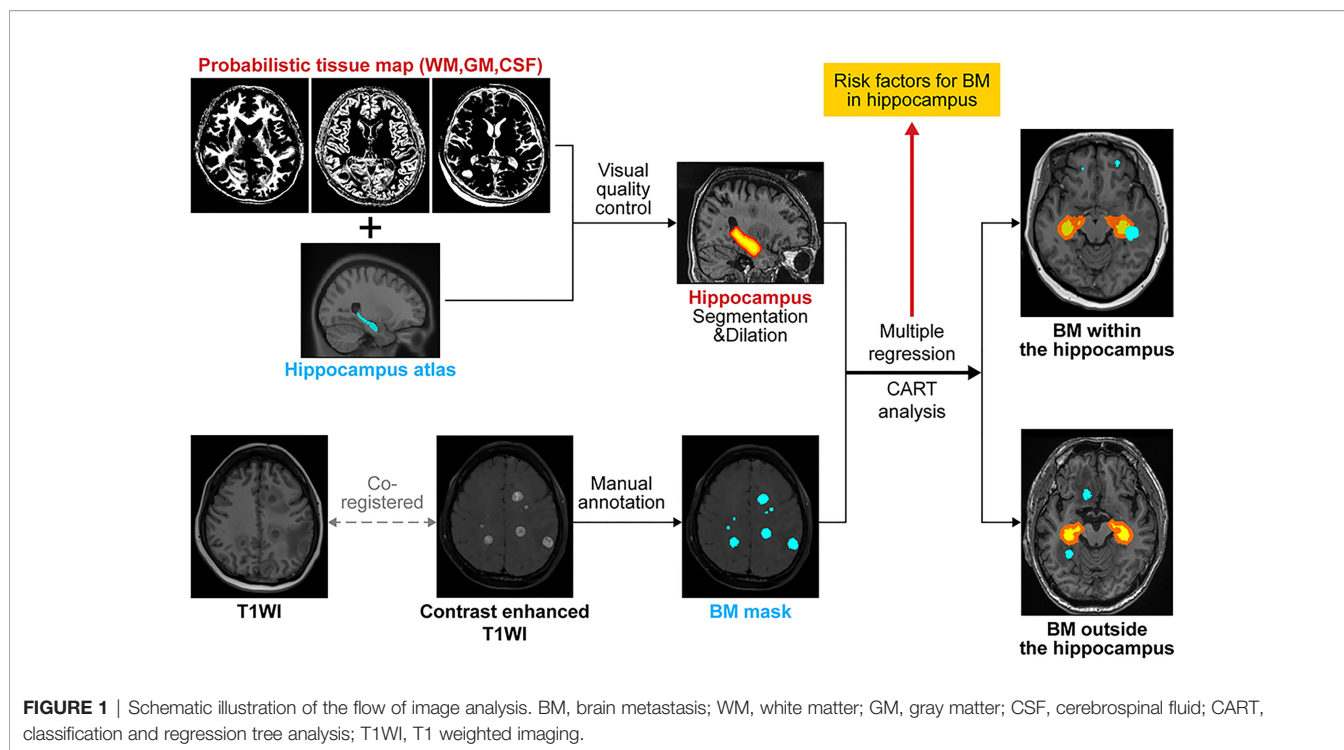 Probabilistic tissue map (WM,GM,CSF)
+
Hippocampus atlas
Visual
quality
control
Hippocampus
Segmentation
&Dilation
Risk factors for BM
in hippocampus
Multiple
regression
CART
analysis
BM within
the hippocampus
T1WI
Co-
registered
Contrast enhanced
T1WI
Manual
annotation
BM mask
BM outside
the hippocampus
FIGURE 1 | Schematic illustration of the flow of image analysis. BM, brain metastasis; WM, white matter; GM, gray matter; CSF, cerebrospinal fluid; CART,
classification and regression tree analysis; T1WI, T1 weighted imaging.